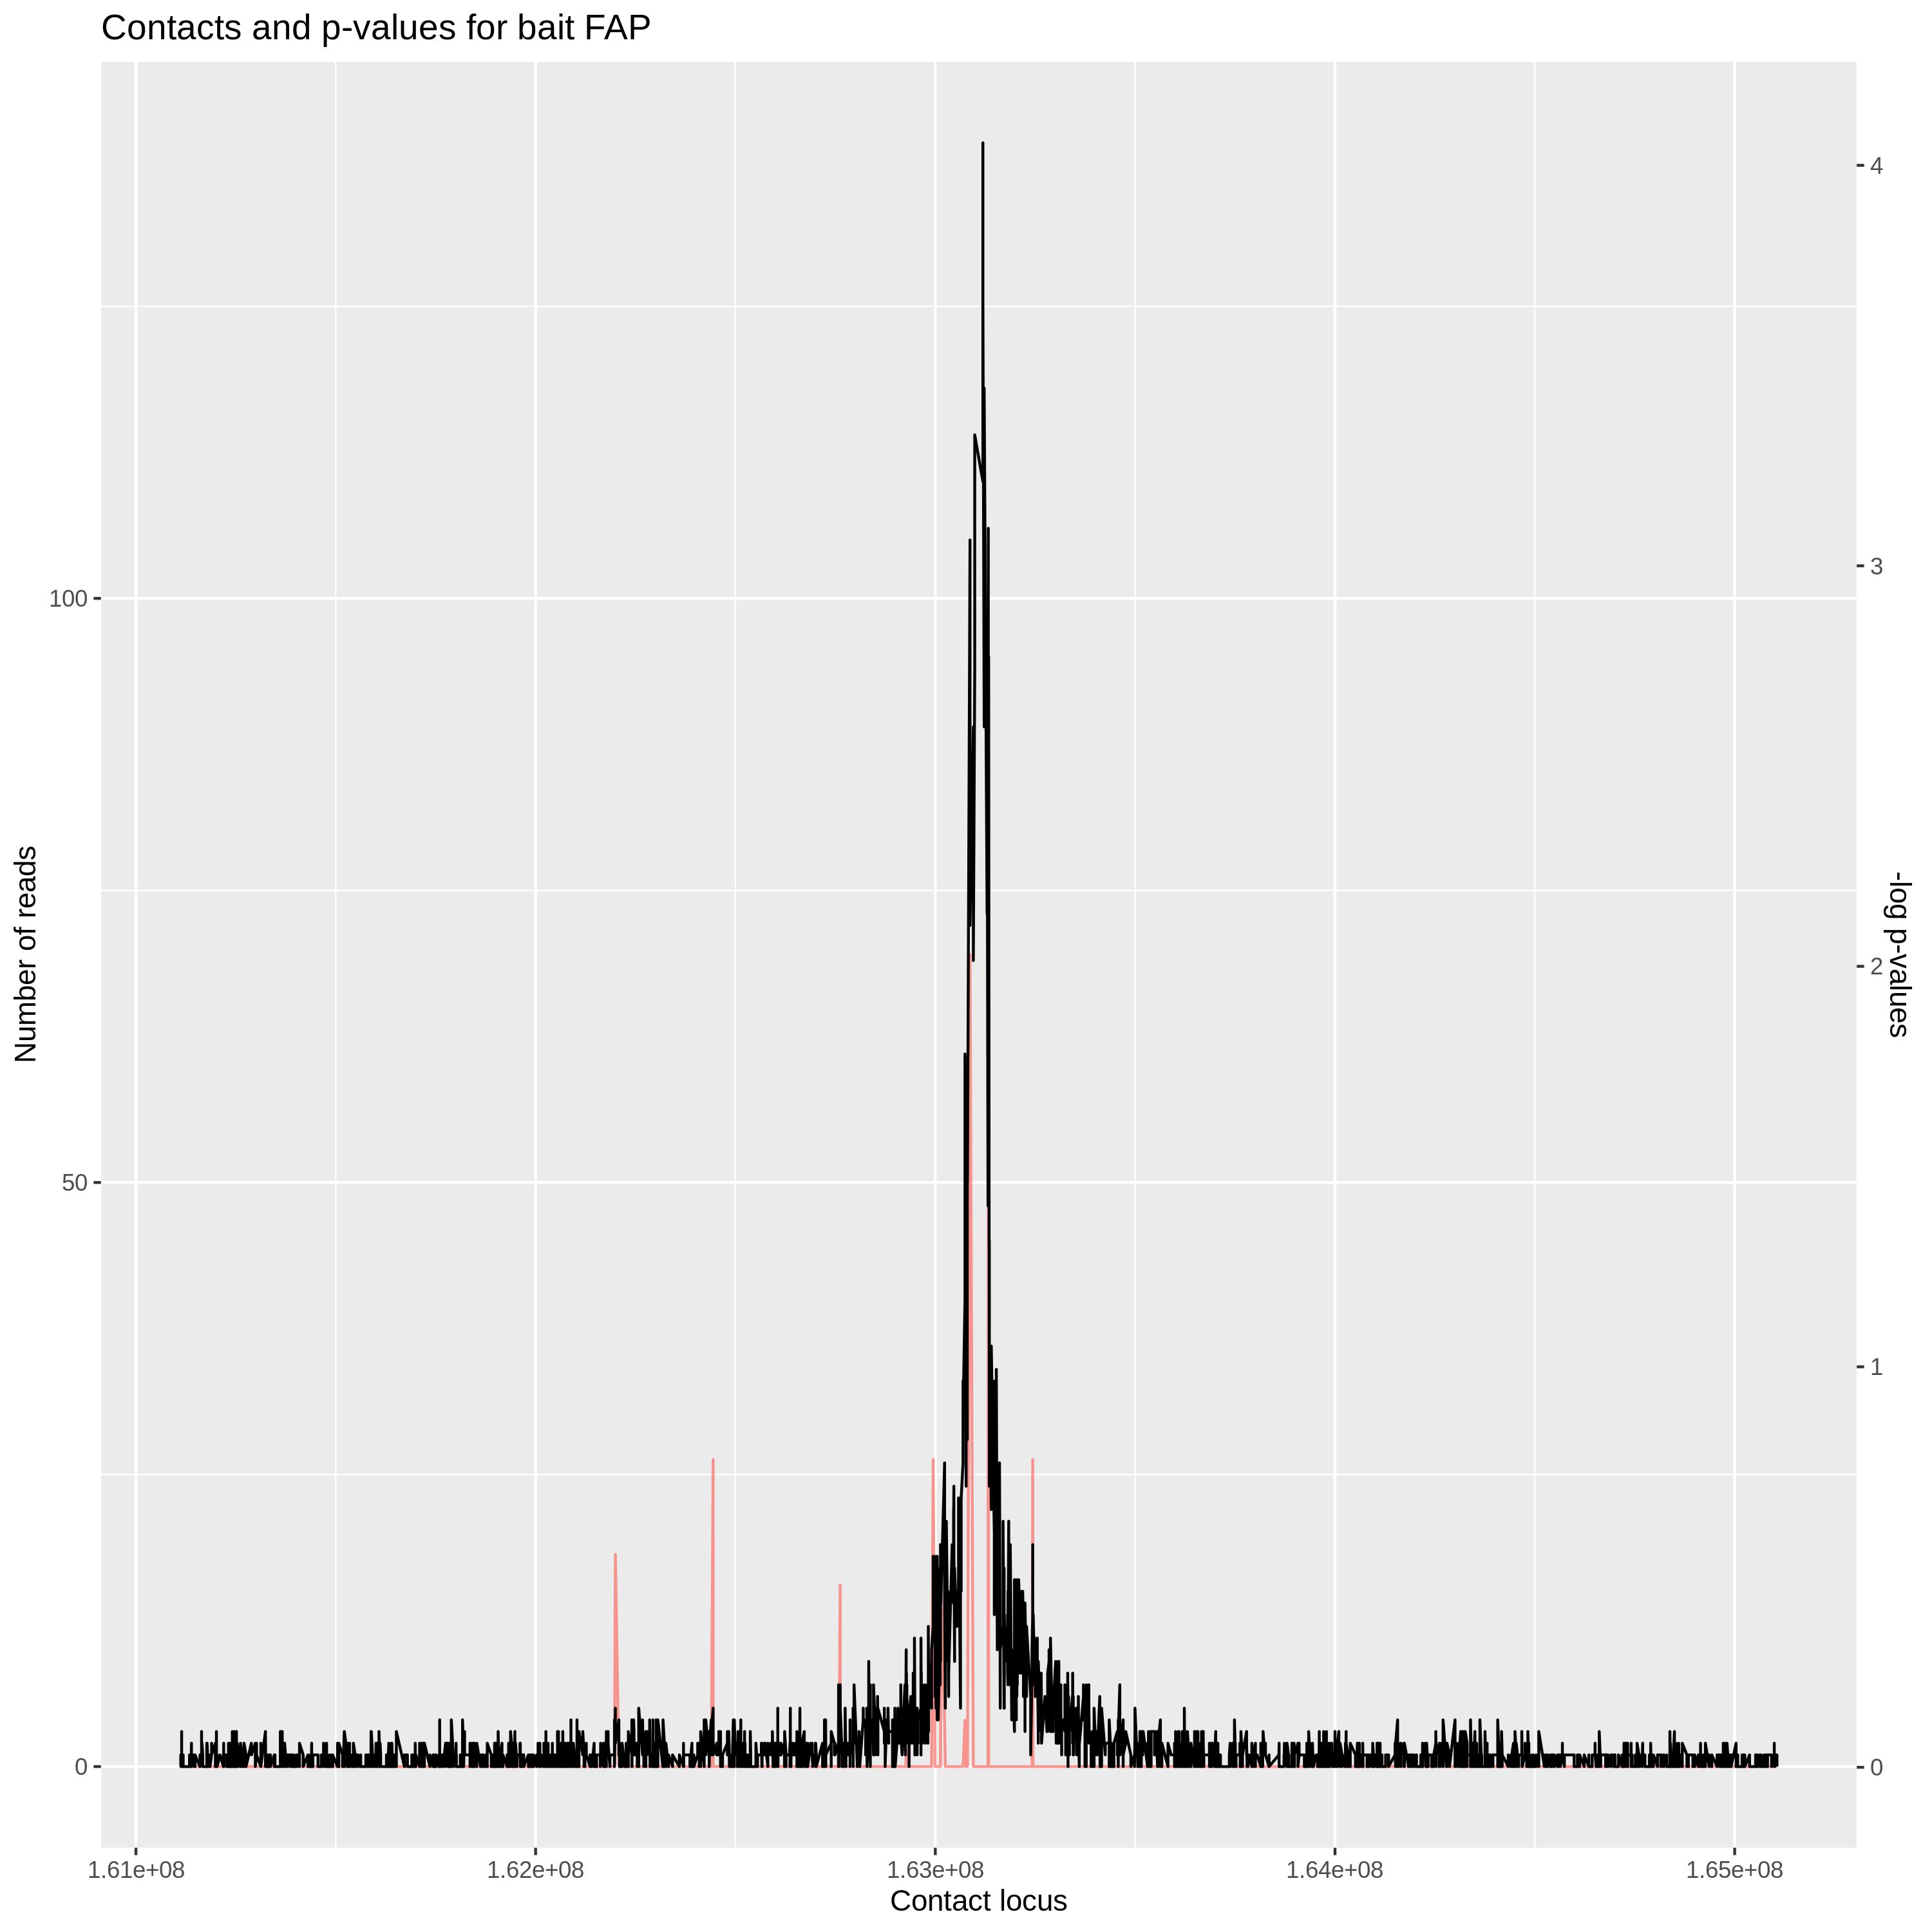 Contacts and p-values for bait FAP
Number of reads
100
50
0
4
3
2
1
0
-log p-values
1.61e+08
1.62e+08
1.63e+08
1.64e+08
1.65e+08
Contact locus